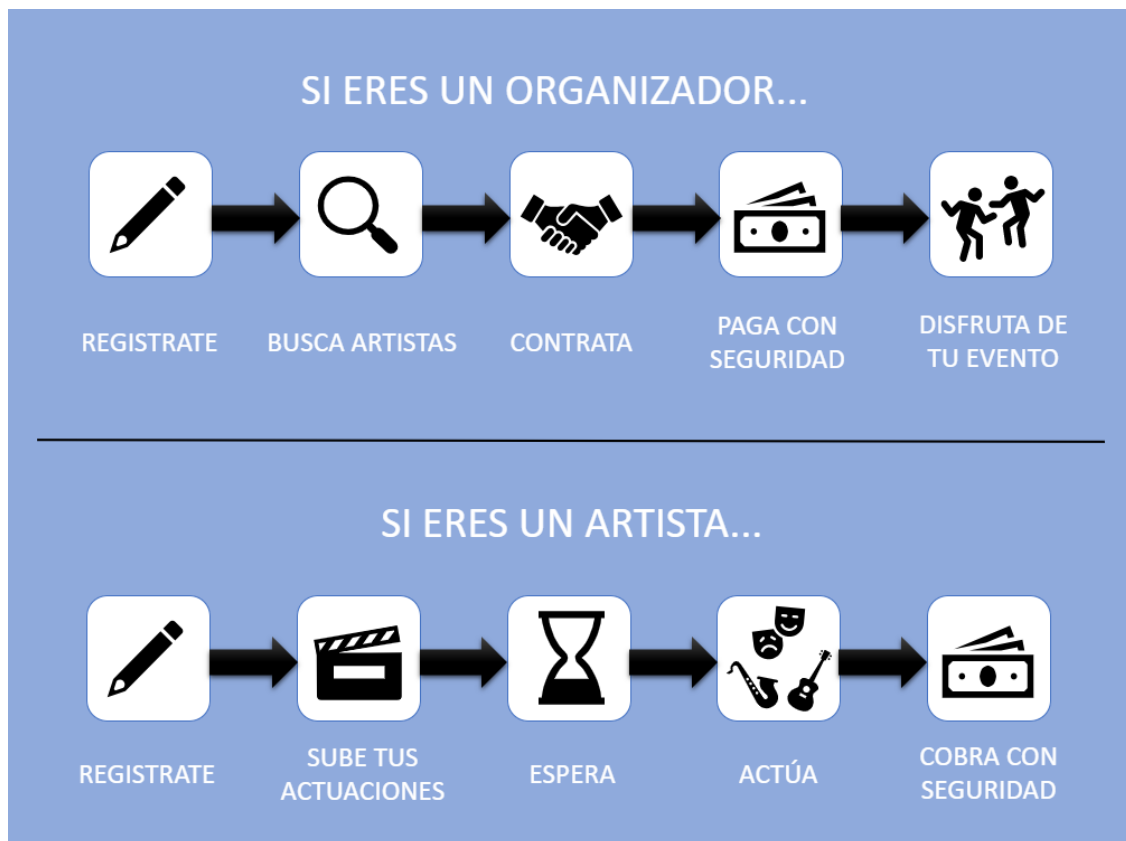 SI ERES UN ORGANIZADOR...
REGISTRATE
BUSCA ARTISTAS
CONTRATA
PAGA CON
SEGURIDAD
DISFRUTA DE
TU EVENTO
SI ERES UN ARTISTA...
REGISTRATE
SUBE TUS
ACTUACIONES
ESPERA
ACTÚA
COBRA CON
SEGURIDAD